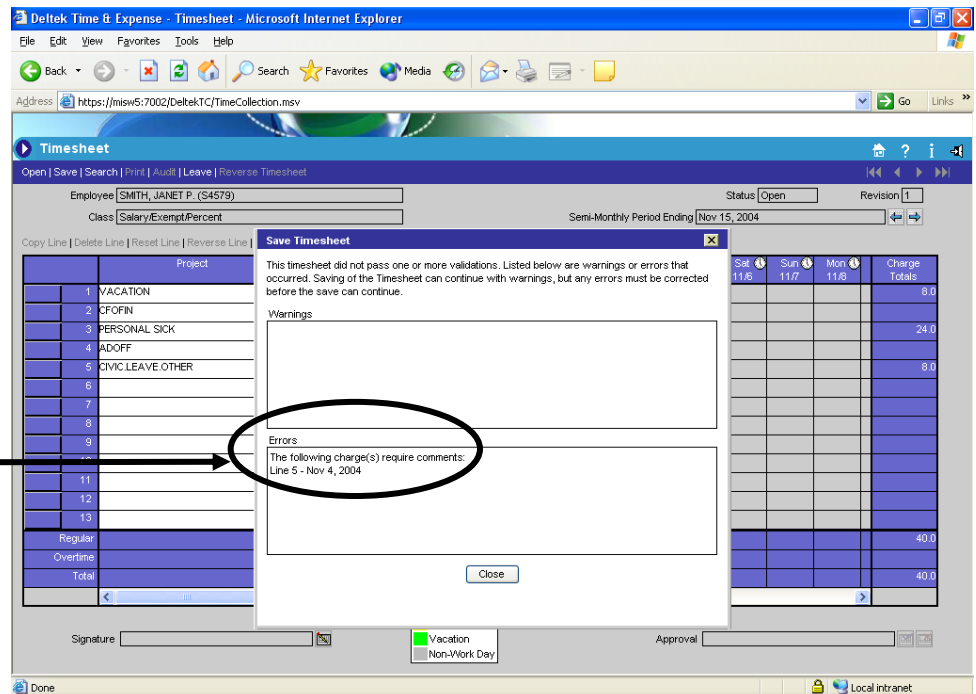 Deltek Time & Expense - Timesheet - Microsoft Internet Explorer
File Edit View Favorites Tools Help
Back Search Favorites Media
Address https://misw5:7002/DeltekTC/TimeCollection.msv Go Links »
Timesheet
Open | Save | Search | Print | Audit | Leave | Reverse Timesheet
Employee SMITH, JANET P. (S4579) Status Open Revision 1
Class Salary/Exempt/Percent Semi-Monthly Period Ending Nov 15, 2004
Copy Line | Delete Line | Reset Line | Reverse Line |
Save Timesheet
This timesheet did not pass one or more validations. Listed below are warnings or errors that
occurred. Saving of the Timesheet can continue with warnings, but any errors must be corrected
before the save can continue.
Warnings
Errors
The following charge(s) require comments:
Line 5 - Nov 4, 2004
Close
Project Sat 11/6 Sun 11/7 Mon 11/8 Charge Totals
1 VACATION 8.0
2 CFOFIN
3 PERSONAL SICK 24.0
4 ADOFF
5 CIVIC.LEAVE.OTHER 8.0
6
7
8
9
11
12
13
Regular 40.0
Overtime
Total 40.0
Signature Vacation Approval
Non-Work Day
Done Local intranet